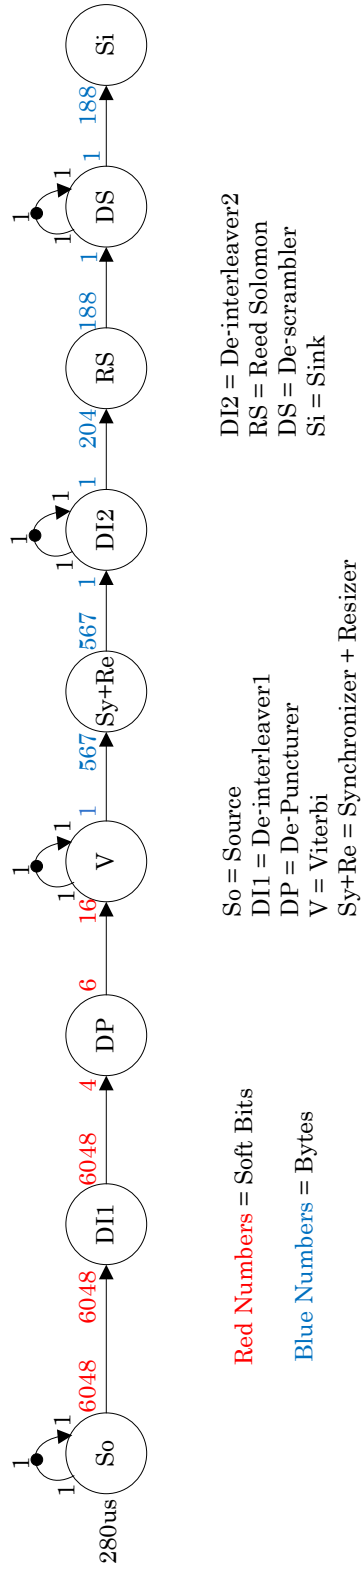 1 1 1 1
1 1 1 1 1 1 1 1
6048 6048 6048 4 6 16 1 567 567 1 1 204 188 1 1 188
280us So DI1 DP V Sy+Re DI2 RS DS Si
Red Numbers = Soft Bits
Blue Numbers = Bytes
So = Source
DI1 = De-interleaver1
DP = De-Puncturer
V = Viterbi
Sy+Re = Synchronizer + Resizer
DI2 = De-interleaver2
RS = Reed Solomon
DS = De-scrambler
Si = Sink